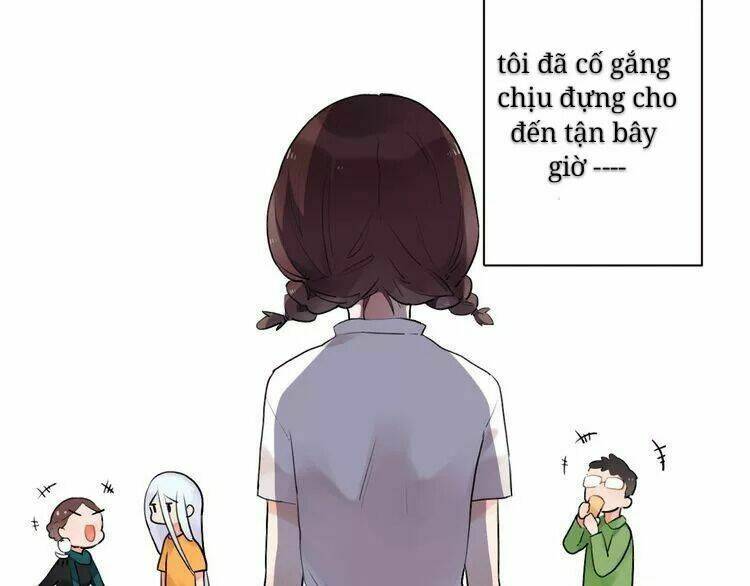 tôi đã cố gắng
chịu đựng cho
đến tận bây
giờ ----